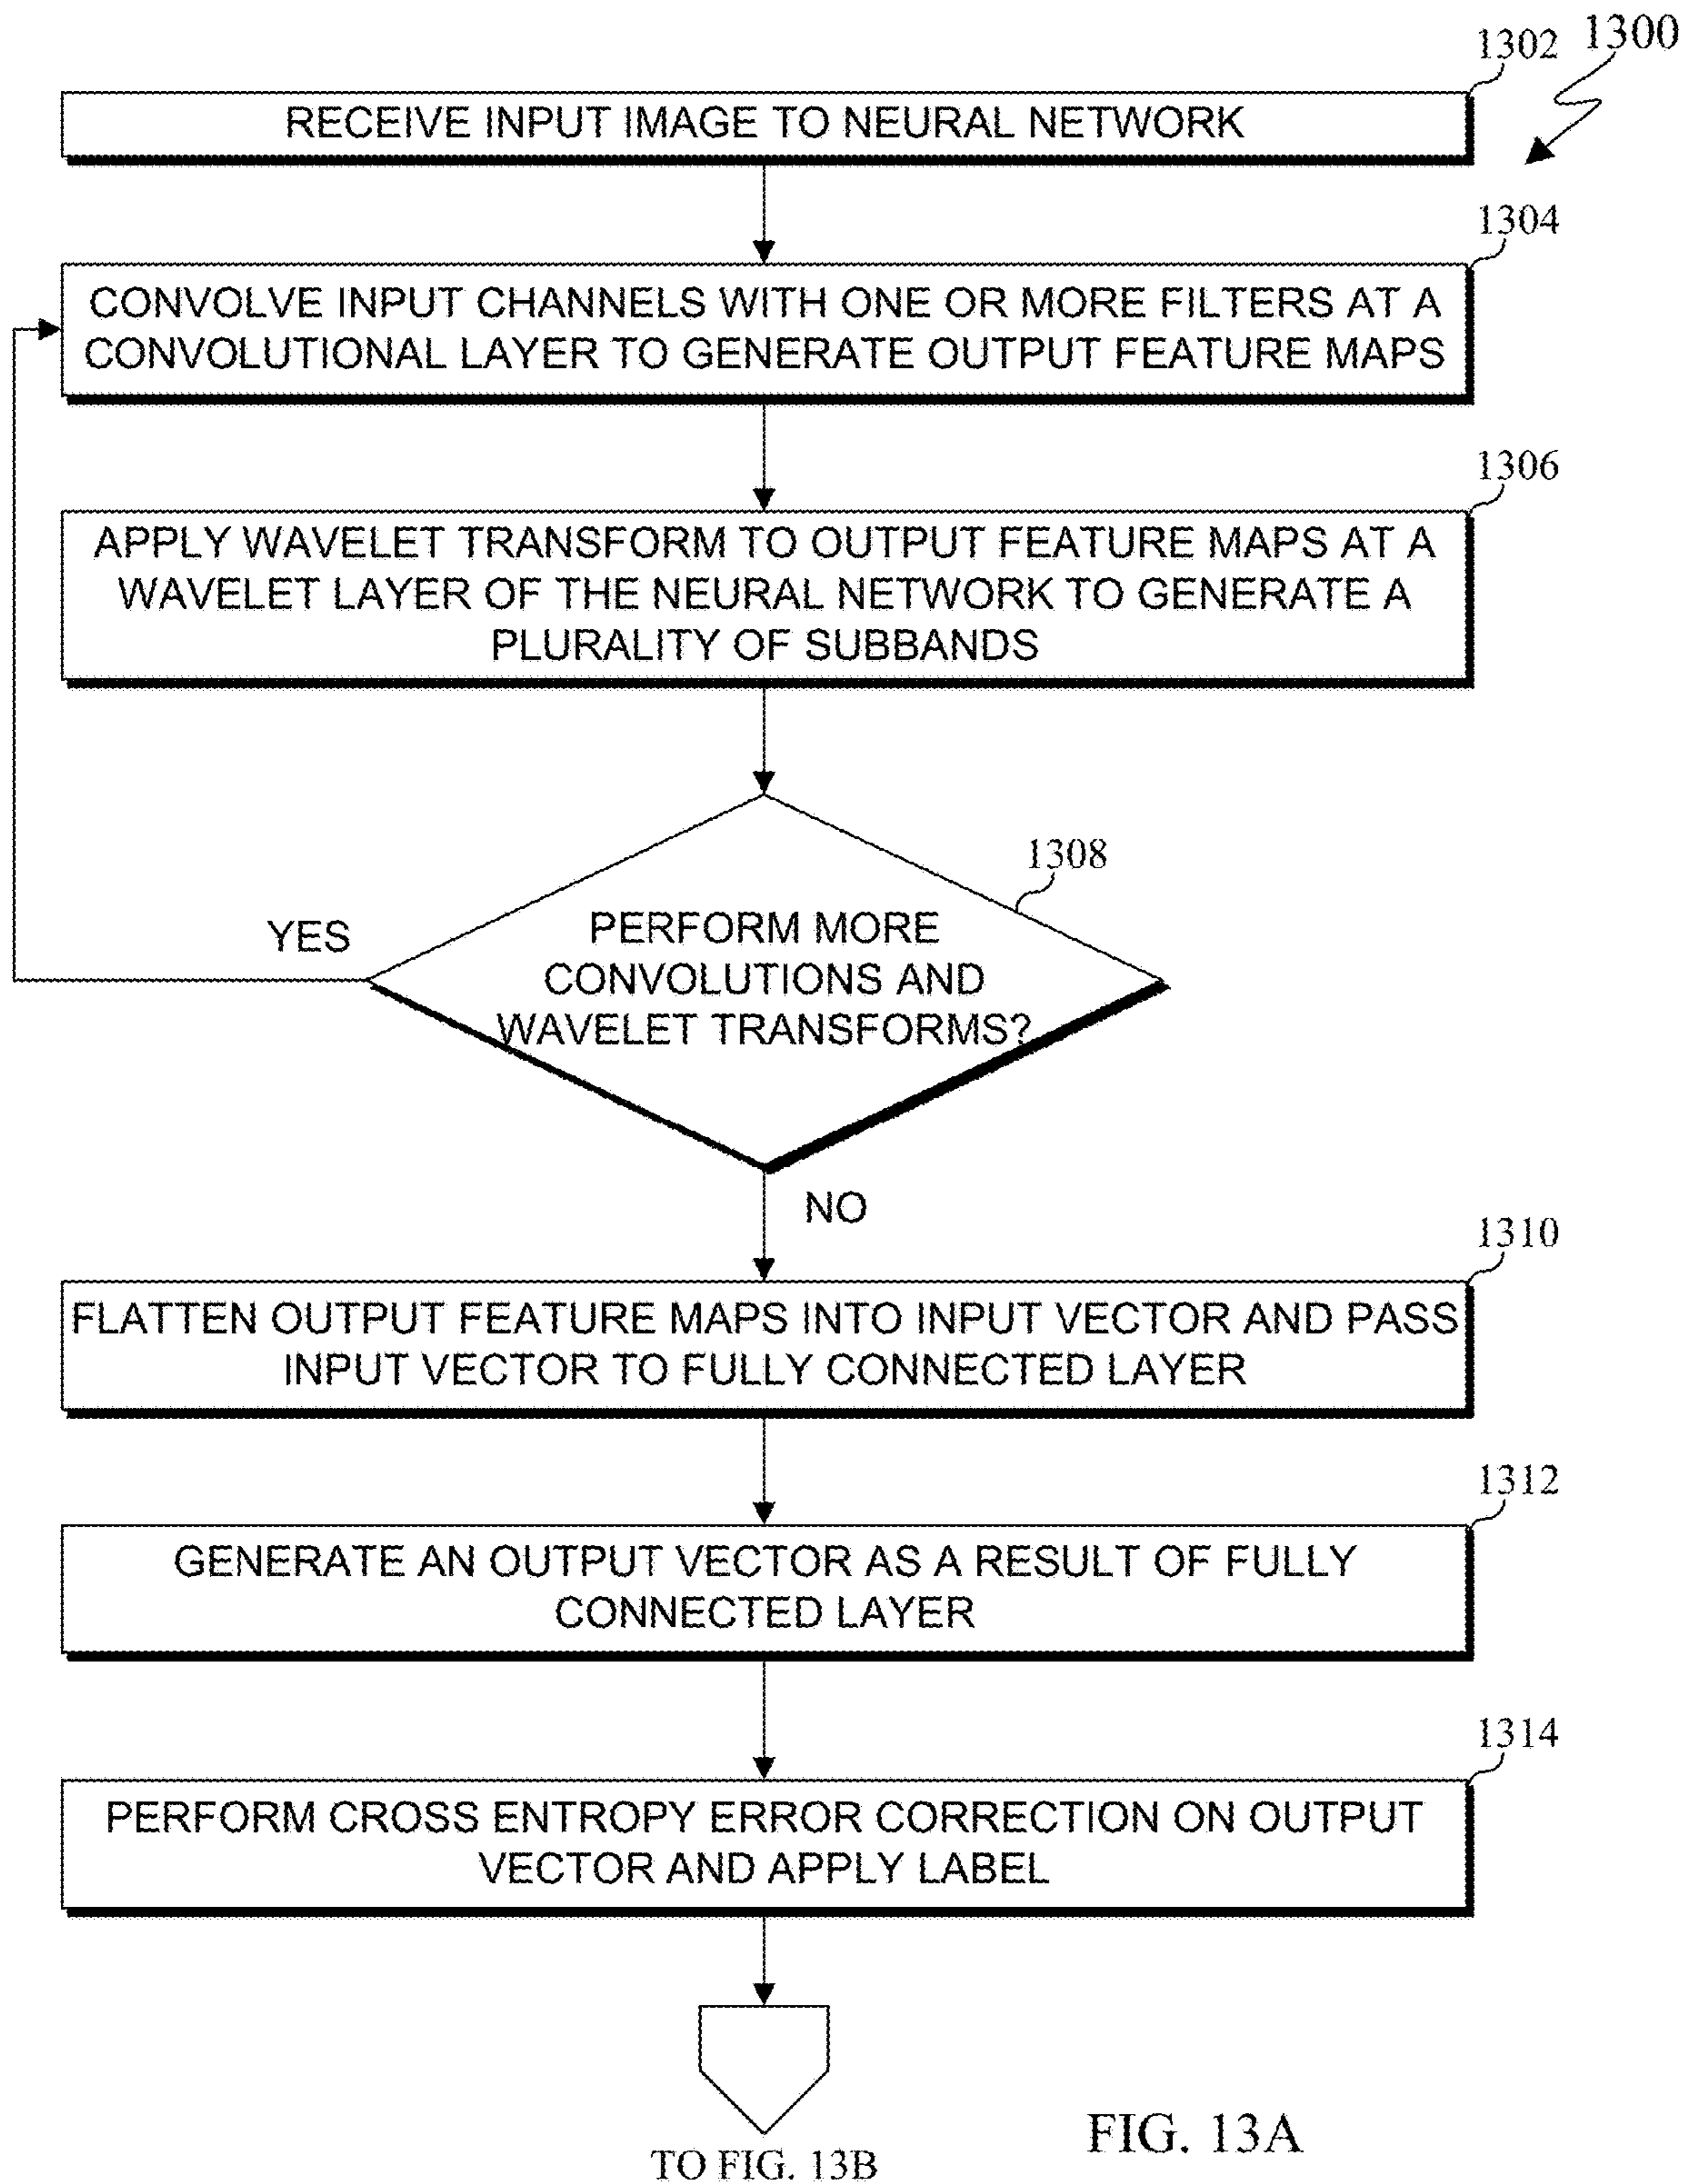 1300
1302
RECEIVE INPUT IMAGE TO NEURAL NETWORK
1304
CONVOLVE INPUT CHANNELS WITH ONE OR MORE FILTERS AT A
CONVOLUTIONAL LAYER TO GENERATE OUTPUT FEATURE MAPS
1306
APPLY WAVELET TRANSFORM TO OUTPUT FEATURE MAPS AT A
WAVELET LAYER OF THE NEURAL NETWORK TO GENERATE A
PLURALITY OF SUBBANDS
1308
PERFORM MORE
CONVOLUTIONS AND
WAVELET TRANSFORMS?
YES
NO
1310
FLATTEN OUTPUT FEATURE MAPS INTO INPUT VECTOR AND PASS
INPUT VECTOR TO FULLY CONNECTED LAYER
1312
GENERATE AN OUTPUT VECTOR AS A RESULT OF FULLY
CONNECTED LAYER
1314
PERFORM CROSS ENTROPY ERROR CORRECTION ON OUTPUT
VECTOR AND APPLY LABEL
TO FIG. 13B
FIG. 13A